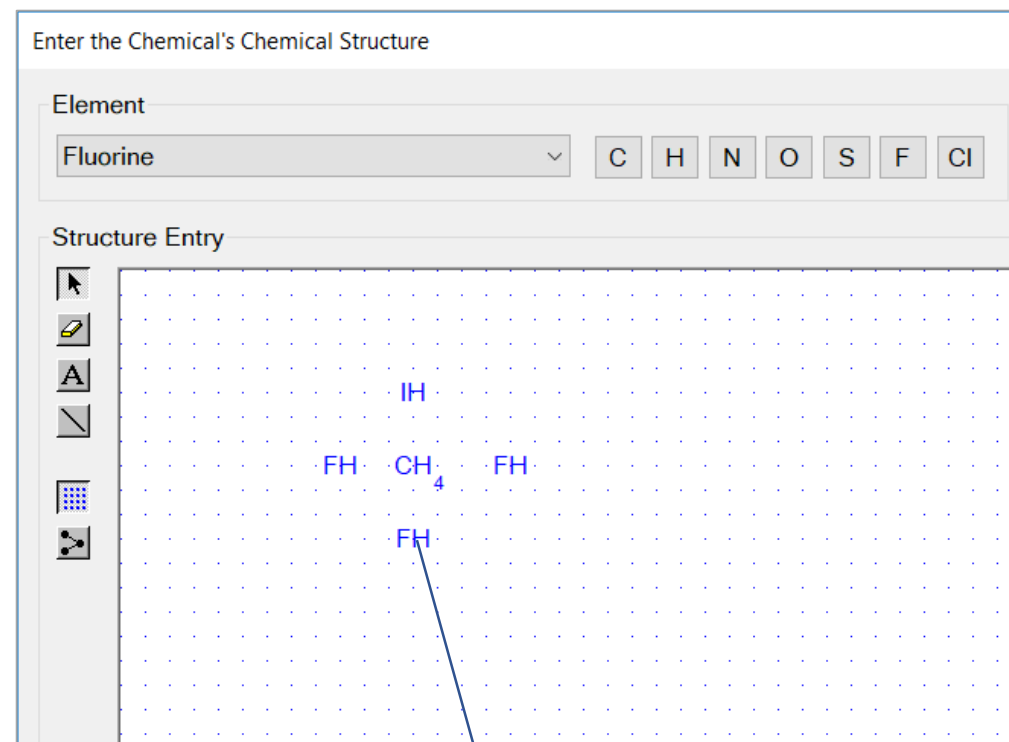 Enter the Chemical's Chemical Structure
Element
Fluorine C H N O S F Cl
Structure Entry
A
IH
FH CH4 FH
FH